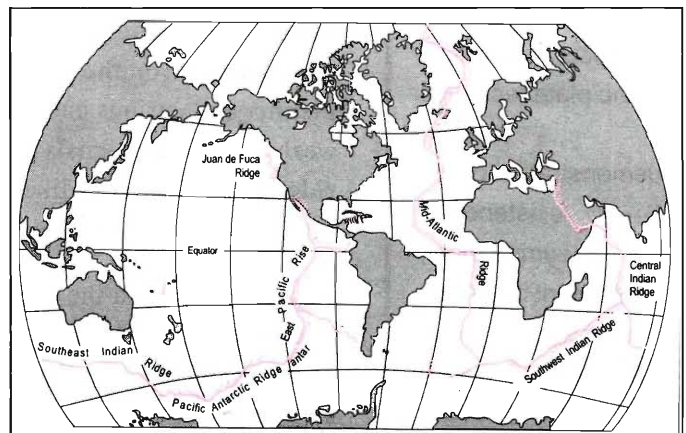 Juan de Fuca
Ridge
Mid-Atlantic
Ridge
Equator
East Pacific Rise
Central
Indian
Ridge
Southeast Indian Ridge
Pacific Antarctic Ridge Antar
Southwest Indian Ridge